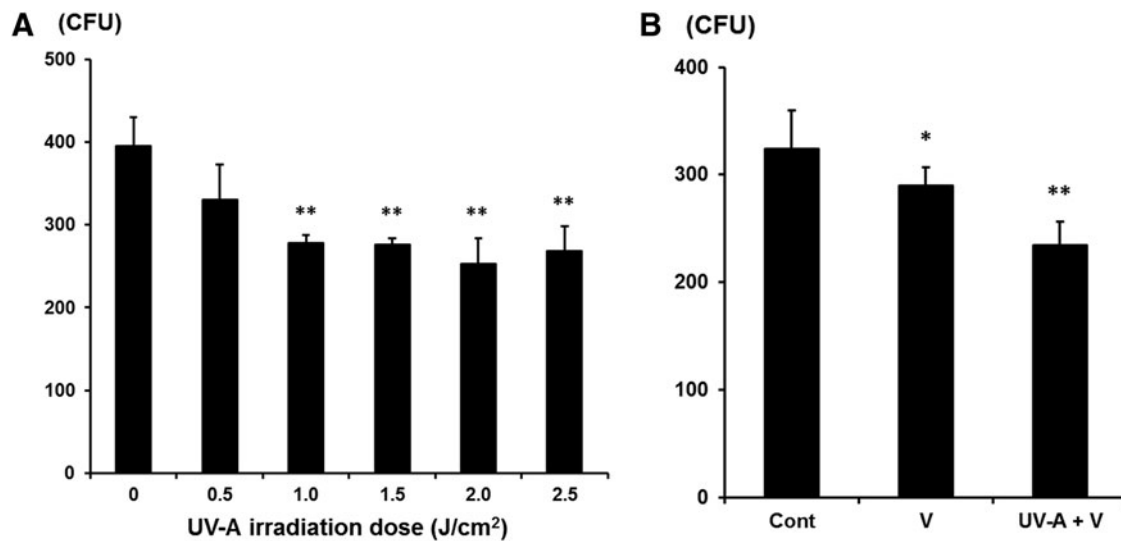 A (CFU)
500
400
300
200
100
0
** ** ** **
0 0.5 1.0 1.5 2.0 2.5
UV-A irradiation dose (J/cm²)
B (CFU)
400
300
200
100
0
* **
Cont V UV-A + V